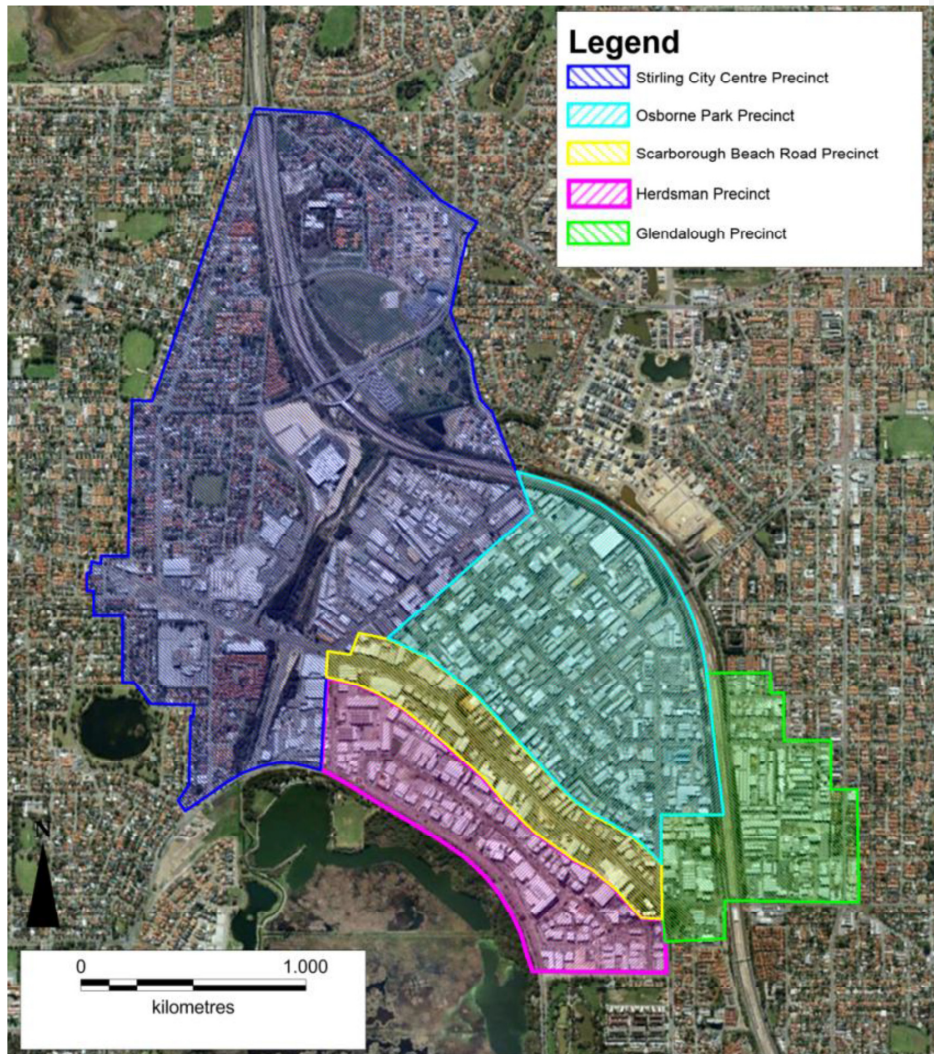 Legend
Stirling City Centre Precinct
Osborne Park Precinct
Scarborough Beach Road Precinct
Herdsman Precinct
Glendalough Precinct
N
0 1.000
kilometres